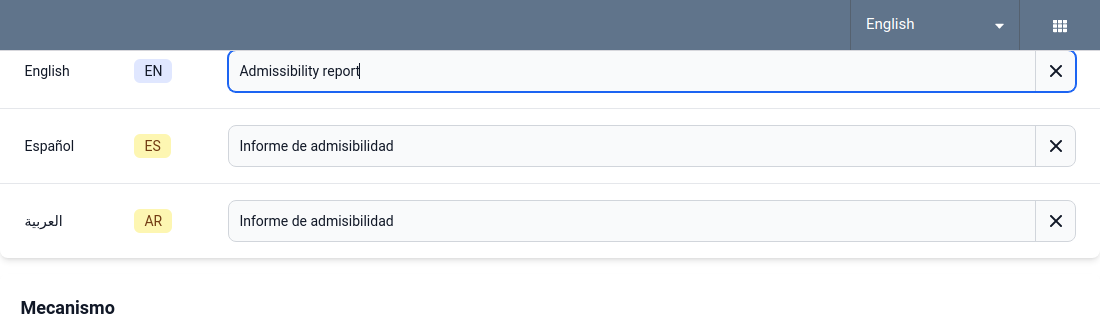 English
English EN Admissibility report
Español ES Informe de admisibilidad
العربية AR Informe de admisibilidad
Mecanismo